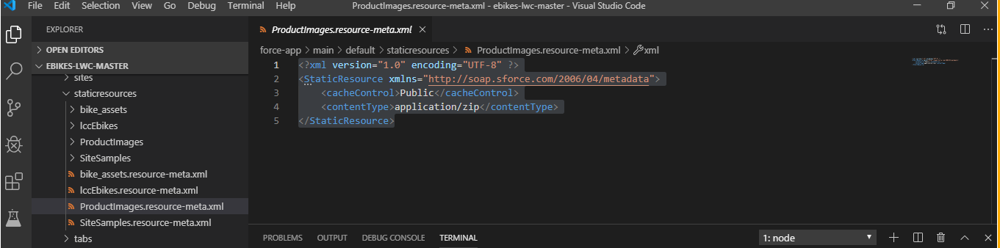 File Edit Selection View Go Debug Terminal Help ProductImages.resource-meta.xml - ebikes-lwc-master - Visual Studio Code
EXPLORER
OPEN EDITORS
EBIKES-LWC-MASTER
sites
staticresources
bike_assets
lccEbikes
ProductImages
SiteSamples
bike_assets.resource-meta.xml
lccEbikes.resource-meta.xml
ProductImages.resource-meta.xml
SiteSamples.resource-meta.xml
tabs
ProductImages.resource-meta.xml
force-app > main > default > staticresources > ProductImages.resource-meta.xml > xml
1 <?xml version="1.0" encoding="UTF-8" ?>
2 <StaticResource xmlns="http://soap.sforce.com/2006/04/metadata">
3 <cacheControl>Public</cacheControl>
4 <contentType>application/zip</contentType>
5 </StaticResource>
PROBLEMS OUTPUT DEBUG CONSOLE TERMINAL 1: node